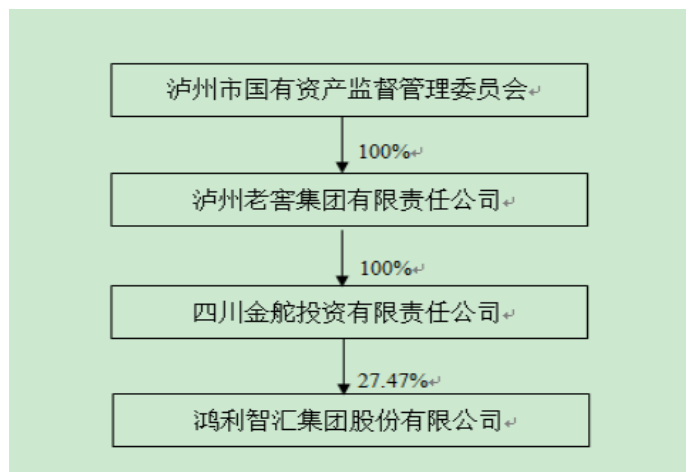 泸州市国有资产监督管理委员会
100%
泸州老窖集团有限责任公司
100%
四川金舵投资有限责任公司
27.47%
鸿利智汇集团股份有限公司